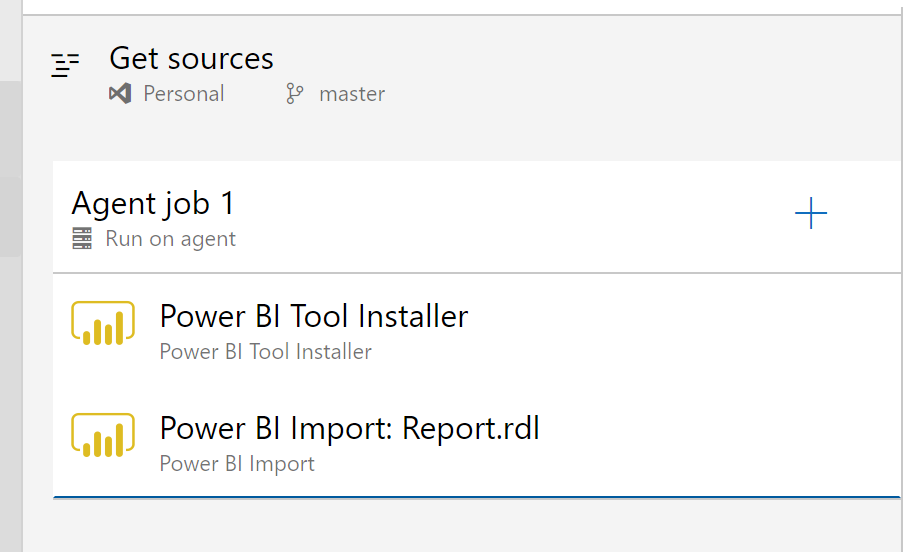 Get sources
Personal master
Agent job 1
Run on agent
Power BI Tool Installer
Power BI Tool Installer
Power BI Import: Report.rdl
Power BI Import